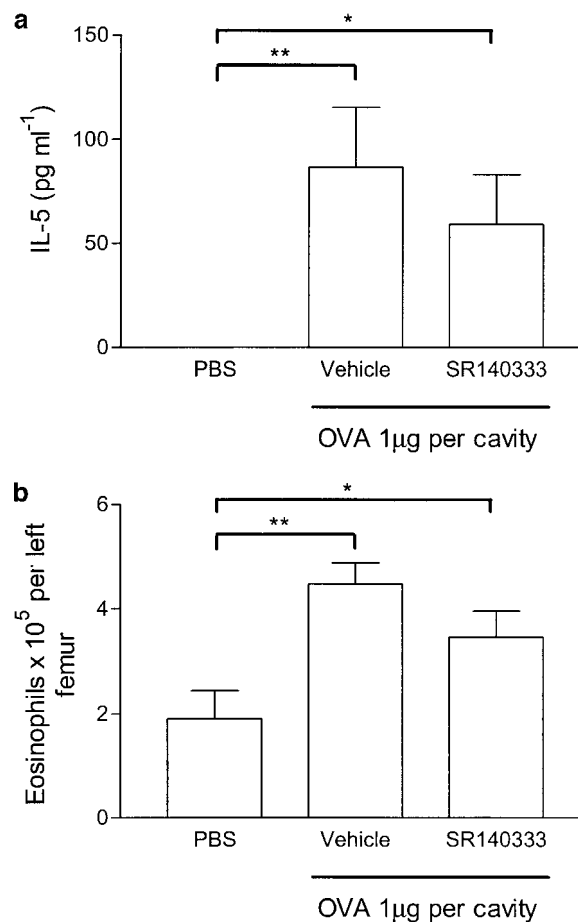 a
150
*
**
100
IL-5 (pg ml⁻¹)
50
0
PBS Vehicle SR140333
OVA 1µg per cavity
b
6
*
**
4
Eosinophils x 10⁵ per left
femur
2
0
PBS Vehicle SR140333
OVA 1µg per cavity